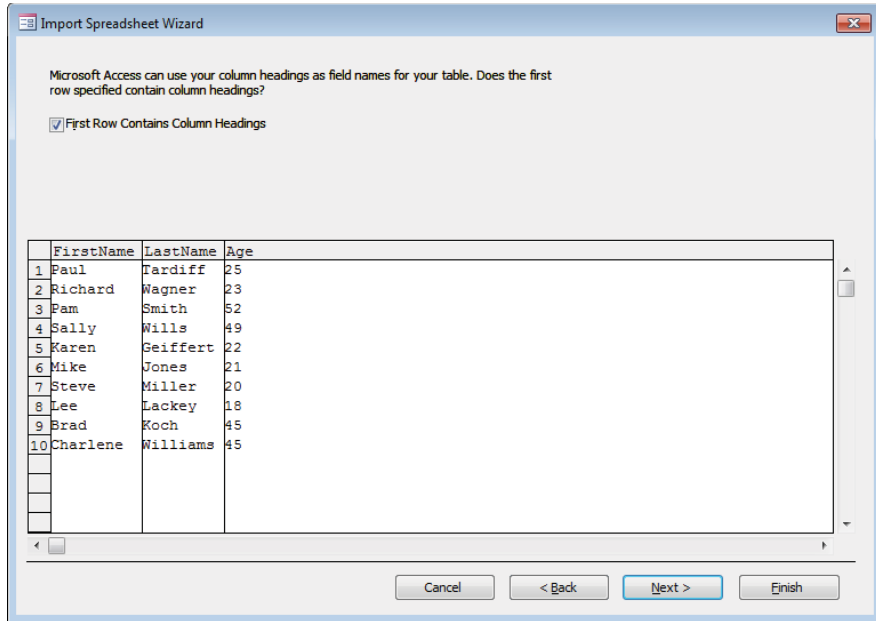 Import Spreadsheet Wizard
Microsoft Access can use your column headings as field names for your table. Does the first
row specified contain column headings?
First Row Contains Column Headings
FirstName LastName Age
1 Paul Tardiff 25
2 Richard Wagner 23
3 Pam Smith 52
4 Sally Wills 49
5 Karen Geiffert 22
6 Mike Jones 21
7 Steve Miller 20
8 Lee Lackey 18
9 Brad Koch 45
10 Charlene Williams 45
Cancel < Back Next > Finish